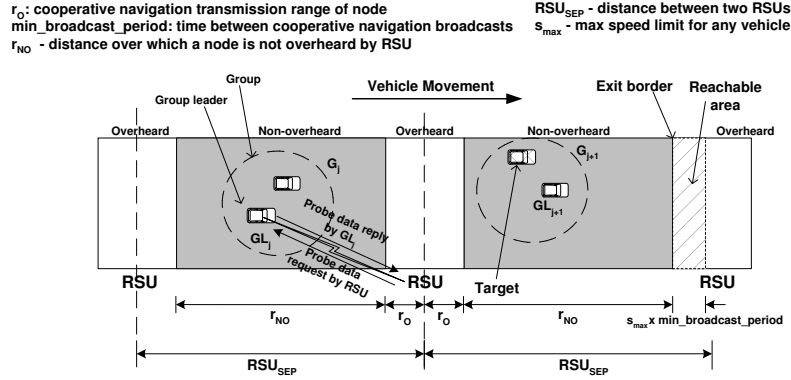 r_O: cooperative navigation transmission range of node
min_broadcast_period: time between cooperative navigation broadcasts
r_NO - distance over which a node is not overheard by RSU
RSU_SEP - distance between two RSUs
s_max - max speed limit for any vehicle
Group
Group leader
Vehicle Movement
Exit border
Reachable
area
Overheard
Non-overheard
Overheard
Non-overheard
Overheard
G_j
G_j+1
GL_j
GL_j+1
Probe data reply
by GL_j
Probe data
request by RSU
RSU
RSU
Target
RSU
r_NO
r_O
r_O
r_NO
s_max x min_broadcast_period
RSU_SEP
RSU_SEP